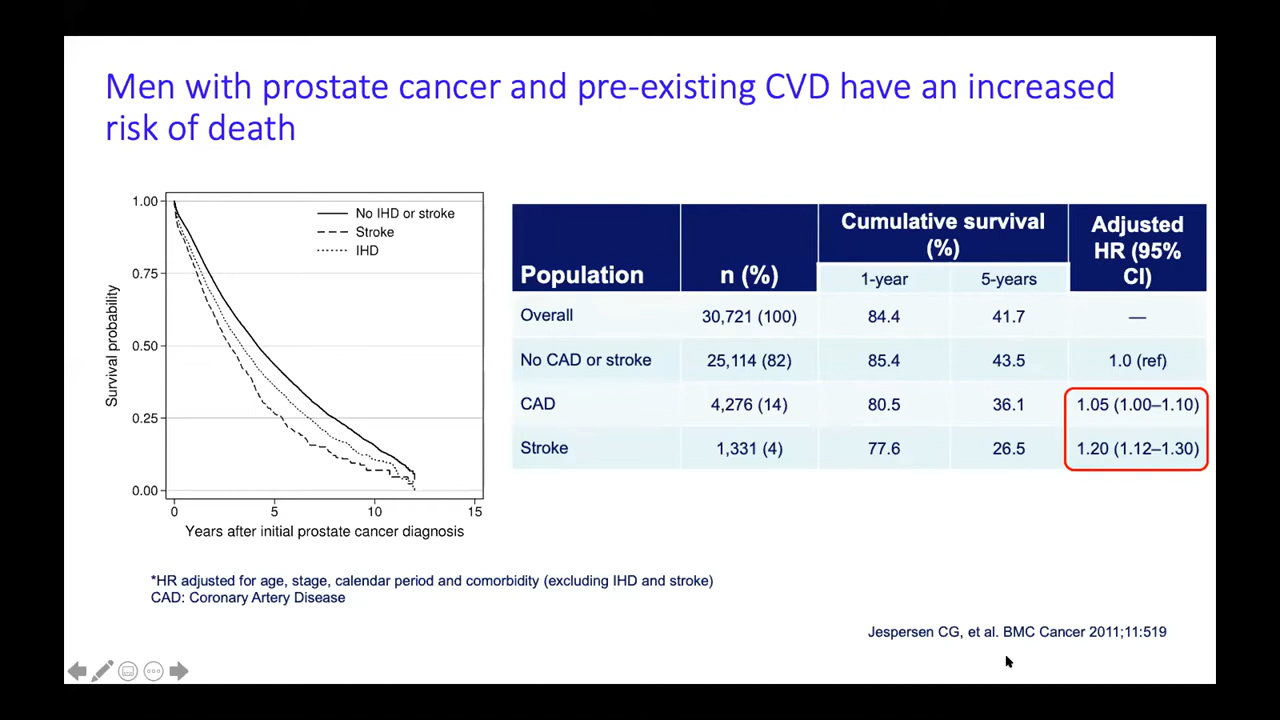 Men with prostate cancer and pre-existing CVD have an increased
risk of death
1.00
0.75
0.50
0.25
0.00
Survival probability
No IHD or stroke
Stroke
IHD
0 5 10 15
Years after initial prostate cancer diagnosis
Population n (%) Cumulative survival (%) Adjusted HR (95% CI)
1-year 5-years
Overall 30,721 (100) 84.4 41.7 —
No CAD or stroke 25,114 (82) 85.4 43.5 1.0 (ref)
CAD 4,276 (14) 80.5 36.1 1.05 (1.00–1.10)
Stroke 1,331 (4) 77.6 26.5 1.20 (1.12–1.30)
*HR adjusted for age, stage, calendar period and comorbidity (excluding IHD and stroke)
CAD: Coronary Artery Disease
Jespersen CG, et al. BMC Cancer 2011;11:519